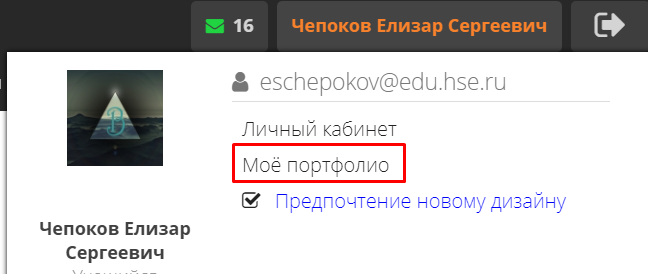 16
Чепоков Елизар Сергеевич
eschepokov@edu.hse.ru
Личный кабинет
Моё портфолио
Предпочтение новому дизайну
Чепоков Елизар
Сергеевич